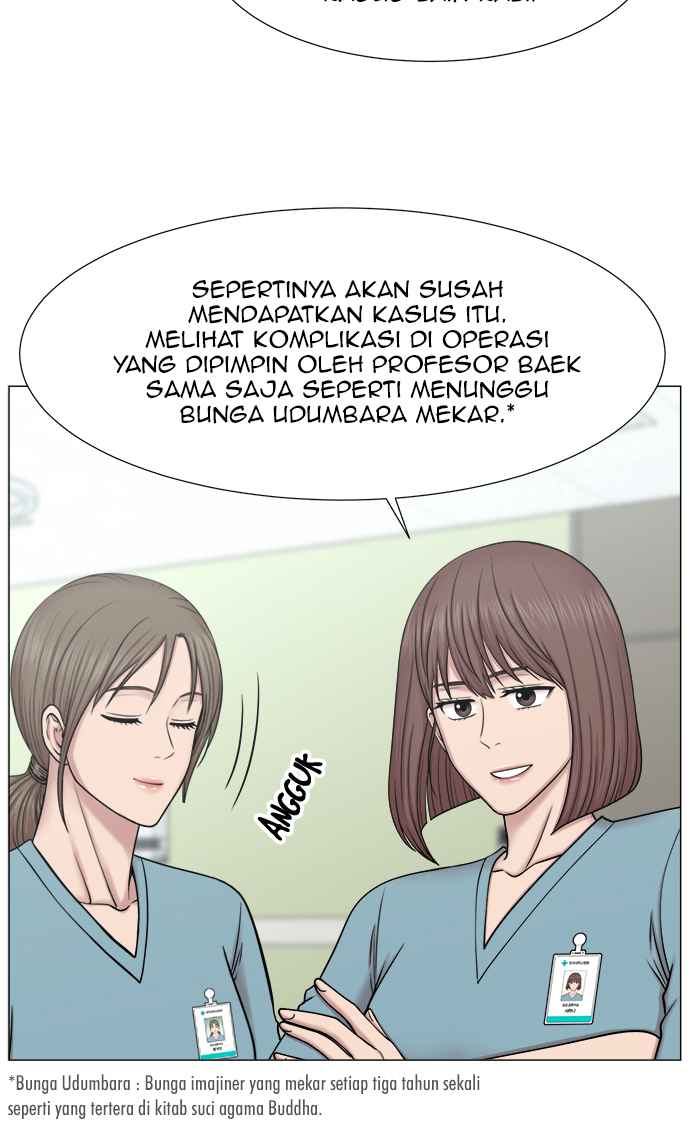 SEPERTINYA AKAN SUSAH
MENDAPATKAN KASUS ITU.
MELIHAT KOMPLIKASI DI OPERASI
YANG DIPIMPIN OLEH PROFESOR BAEK
SAMA SAJA SEPERTI MENUNGGU
BUNGA UDUMBARA MEKAR.*
ANGGUK
*Bunga Udumbara : Bunga imajiner yang mekar setiap tiga tahun sekali
seperti yang tertera di kitab suci agama Buddha.